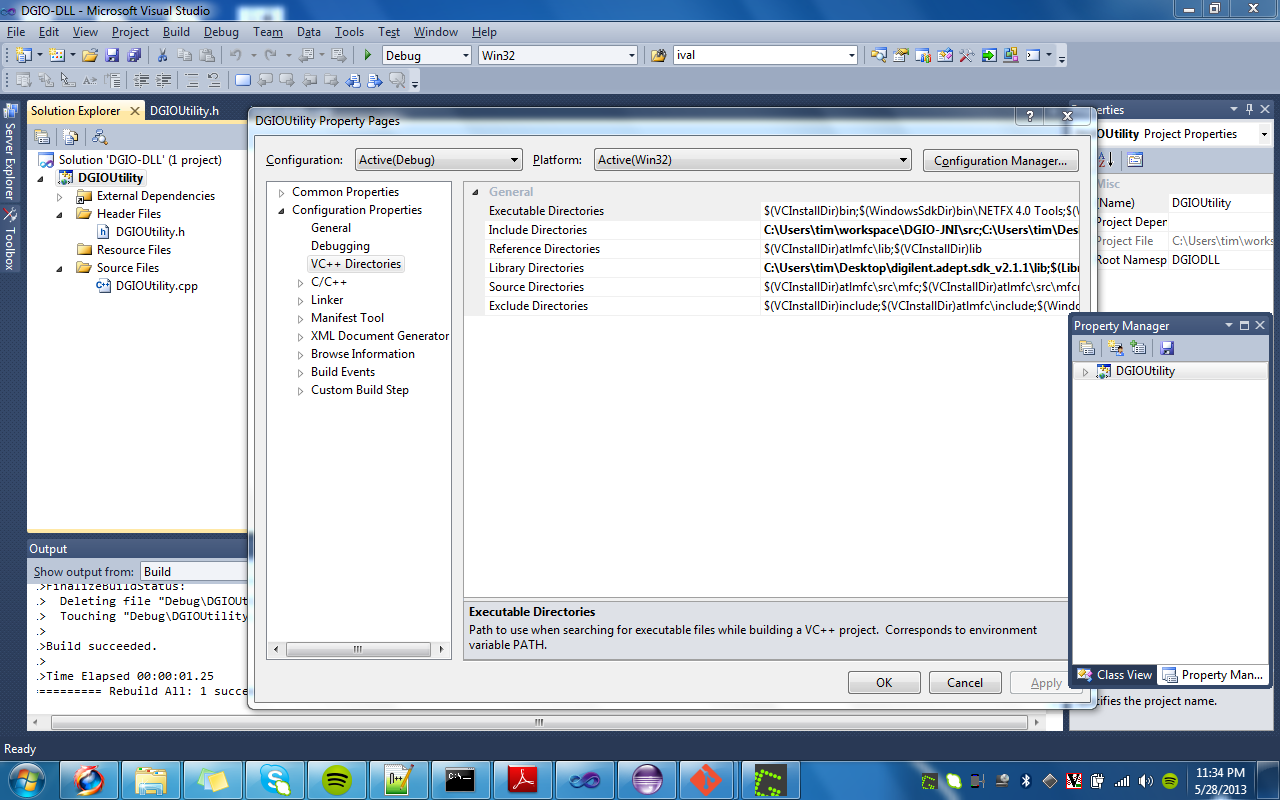 DGIO-DLL - Microsoft Visual Studio
File Edit View Project Build Debug Team Data Tools Test Window Help
Debug Win32 ival
Solution Explorer DGIOUtility.h
Server Explorer
Toolbox
Solution 'DGIO-DLL' (1 project)
DGIOUtility
External Dependencies
Header Files
DGIOUtility.h
Resource Files
Source Files
DGIOUtility.cpp
DGIOUtility Property Pages
Configuration: Active(Debug) Platform: Active(Win32) Configuration Manager...
Common Properties
Configuration Properties
General
Debugging
VC++ Directories
C/C++
Linker
Manifest Tool
XML Document Generator
Browse Information
Build Events
Custom Build Step
General
Executable Directories $(VCInstallDir)bin;$(WindowsSdkDir)bin\NETFX 4.0 Tools;$(
Include Directories C:\Users\tim\workspace\DGIO-JNI\src;C:\Users\tim\Des
Reference Directories $(VCInstallDir)atlmfc\lib;$(VCInstallDir)lib
Library Directories C:\Users\tim\Desktop\digilent.adept.sdk_v2.1.1\lib;$(Libr
Source Directories $(VCInstallDir)atlmfc\src\mfc;$(VCInstallDir)atlmfc\src\mfc
Exclude Directories $(VCInstallDir)include;$(VCInstallDir)atlmfc\include;$(Windo
Executable Directories
Path to use when searching for executable files while building a VC++ project. Corresponds to environment
variable PATH.
OK Cancel Apply
perties
OUtility Project Properties
Misc
(Name) DGIOUtility
Project Deper
Project File C:\Users\tim\works
Root Namesp DGIODLL
Property Manager
DGIOUtility
Class View Property Man...
ifies the project name.
Output
Show output from: Build
.>FinalizeBuildStatus:
.> Deleting file "Debug\DGIOUt
.> Touching "Debug\DGIOUtility
.>
.>Build succeeded.
.>
.>Time Elapsed 00:00:01.25
========== Rebuild All: 1 succe
Ready
C:\
11:34 PM
5/28/2013